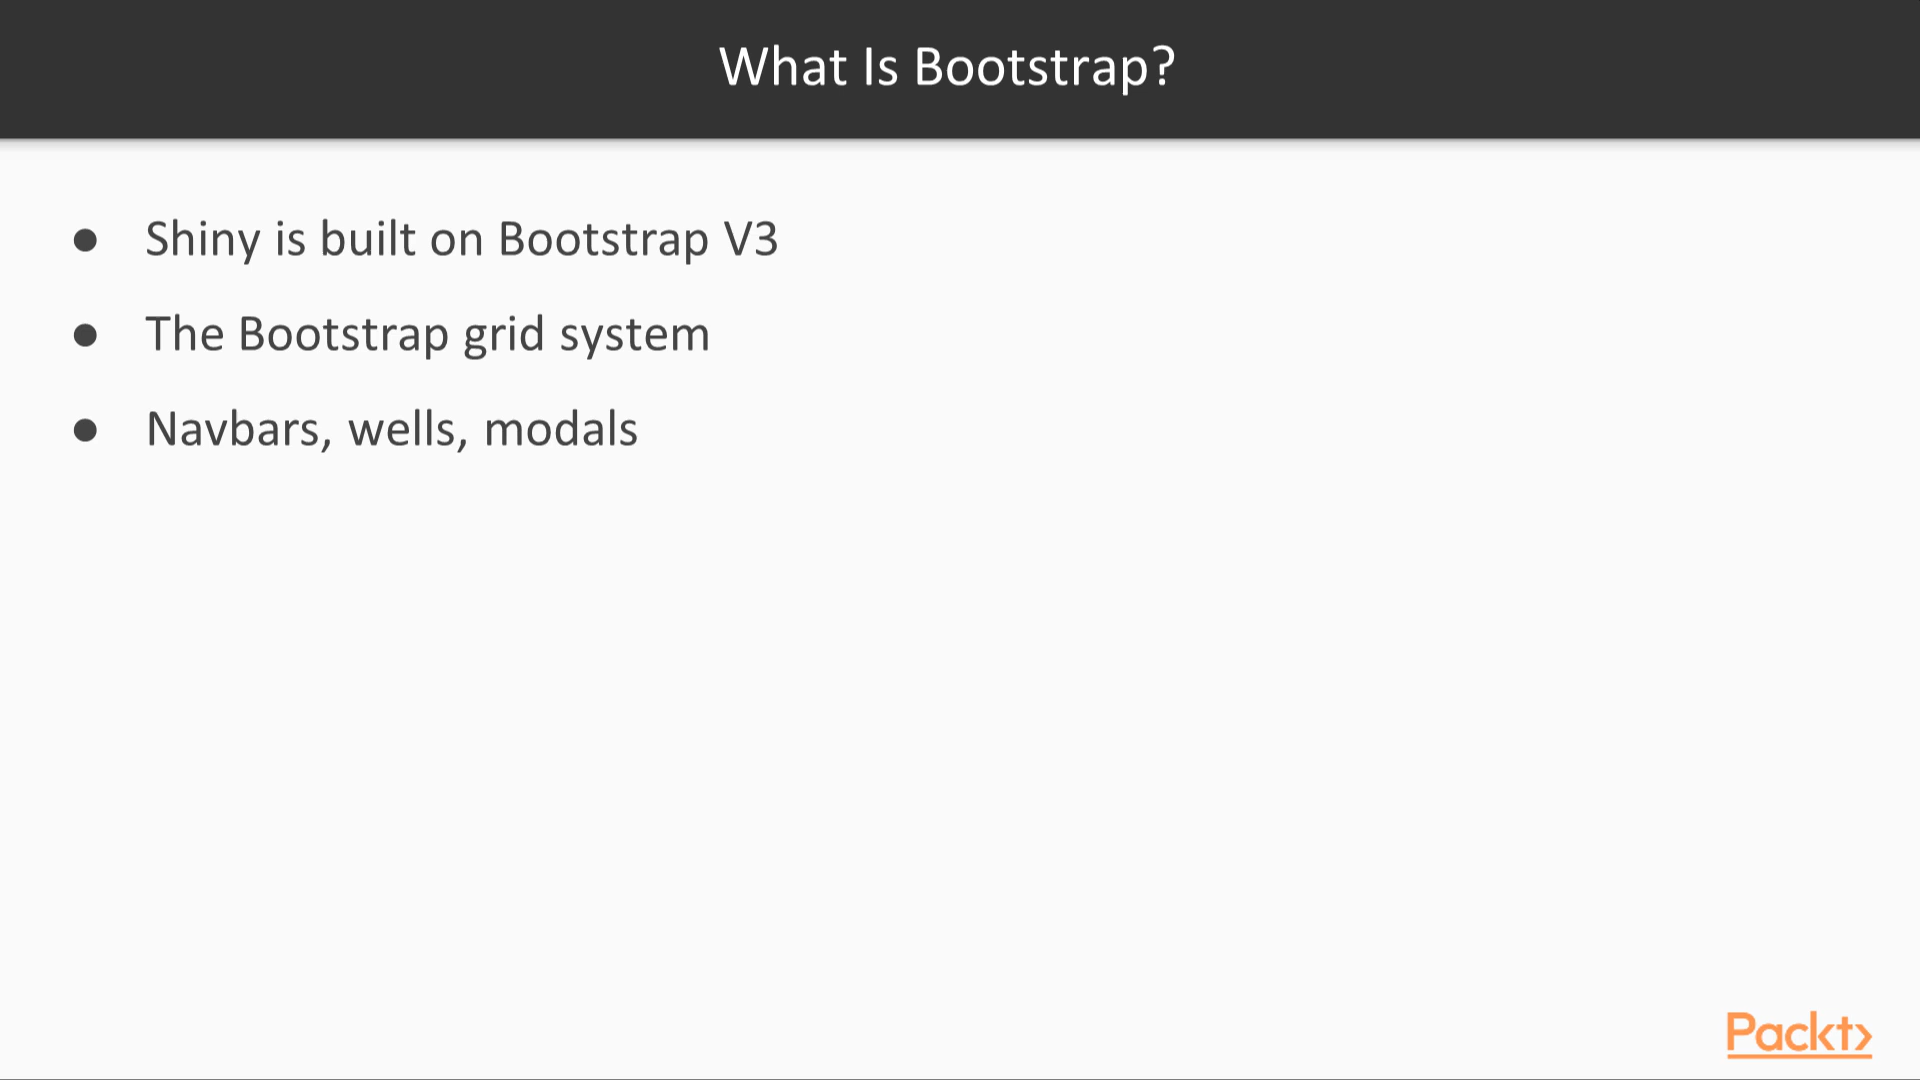 What Is Bootstrap?
● Shiny is built on Bootstrap V3
● The Bootstrap grid system
● Navbars, wells, modals
Packt>